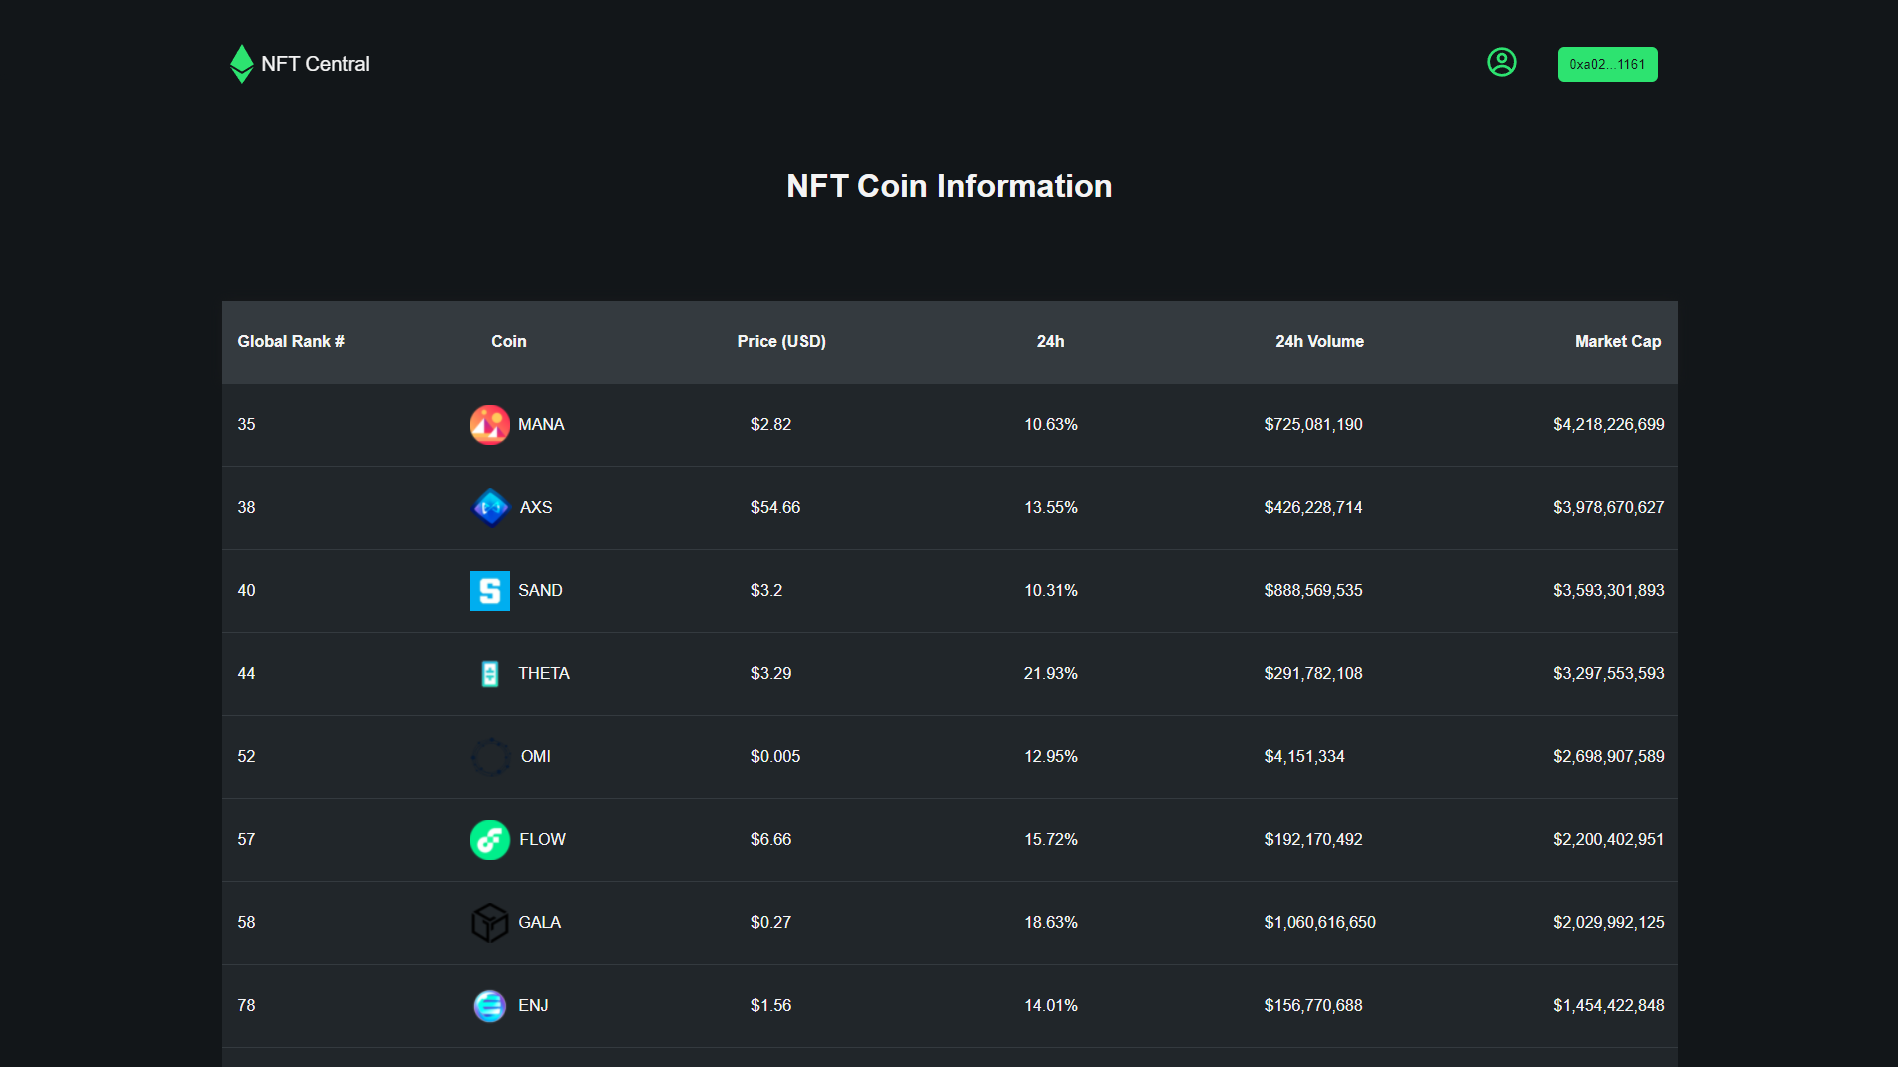 NFT Central
0xa02...1161
NFT Coin Information
Global Rank # Coin Price (USD) 24h 24h Volume Market Cap
35 MANA $2.82 10.63% $725,081,190 $4,218,226,699
38 AXS $54.66 13.55% $426,228,714 $3,978,670,627
40 SAND $3.2 10.31% $888,569,535 $3,593,301,893
44 THETA $3.29 21.93% $291,782,108 $3,297,553,593
52 OMI $0.005 12.95% $4,151,334 $2,698,907,589
57 FLOW $6.66 15.72% $192,170,492 $2,200,402,951
58 GALA $0.27 18.63% $1,060,616,650 $2,029,992,125
78 ENJ $1.56 14.01% $156,770,688 $1,454,422,848